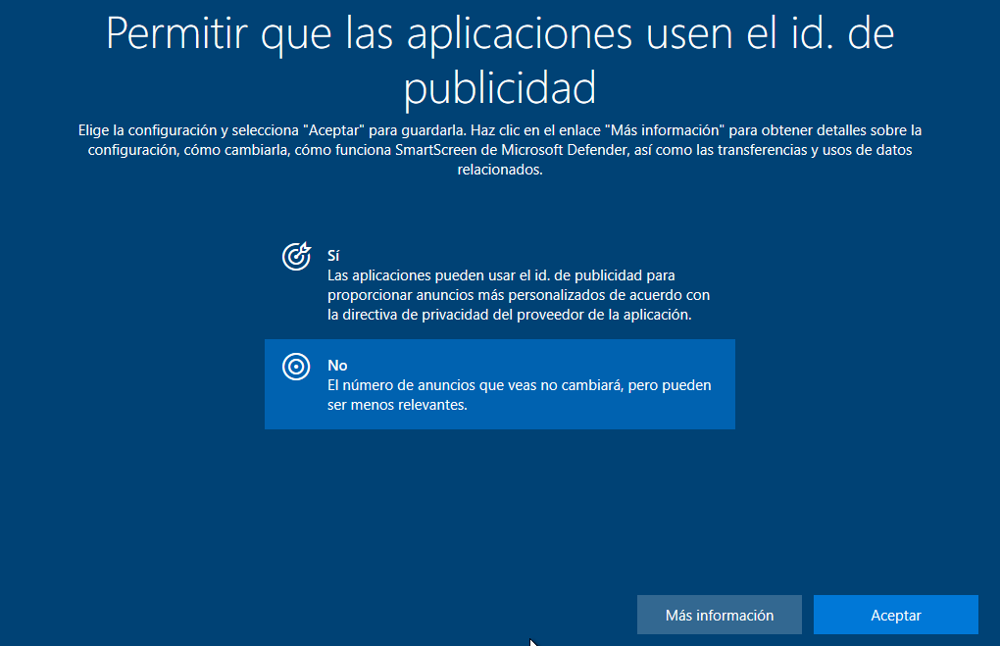 Permitir que las aplicaciones usen el id. de
publicidad
Elige la configuración y selecciona "Aceptar" para guardarla. Haz clic en el enlace "Más información" para obtener detalles sobre la
configuración, cómo cambiarla, cómo funciona SmartScreen de Microsoft Defender, así como las transferencias y usos de datos
relacionados.
Sí
Las aplicaciones pueden usar el id. de publicidad para
proporcionar anuncios más personalizados de acuerdo con
la directiva de privacidad del proveedor de la aplicación.
No
El número de anuncios que veas no cambiará, pero pueden
ser menos relevantes.
Más información
Aceptar